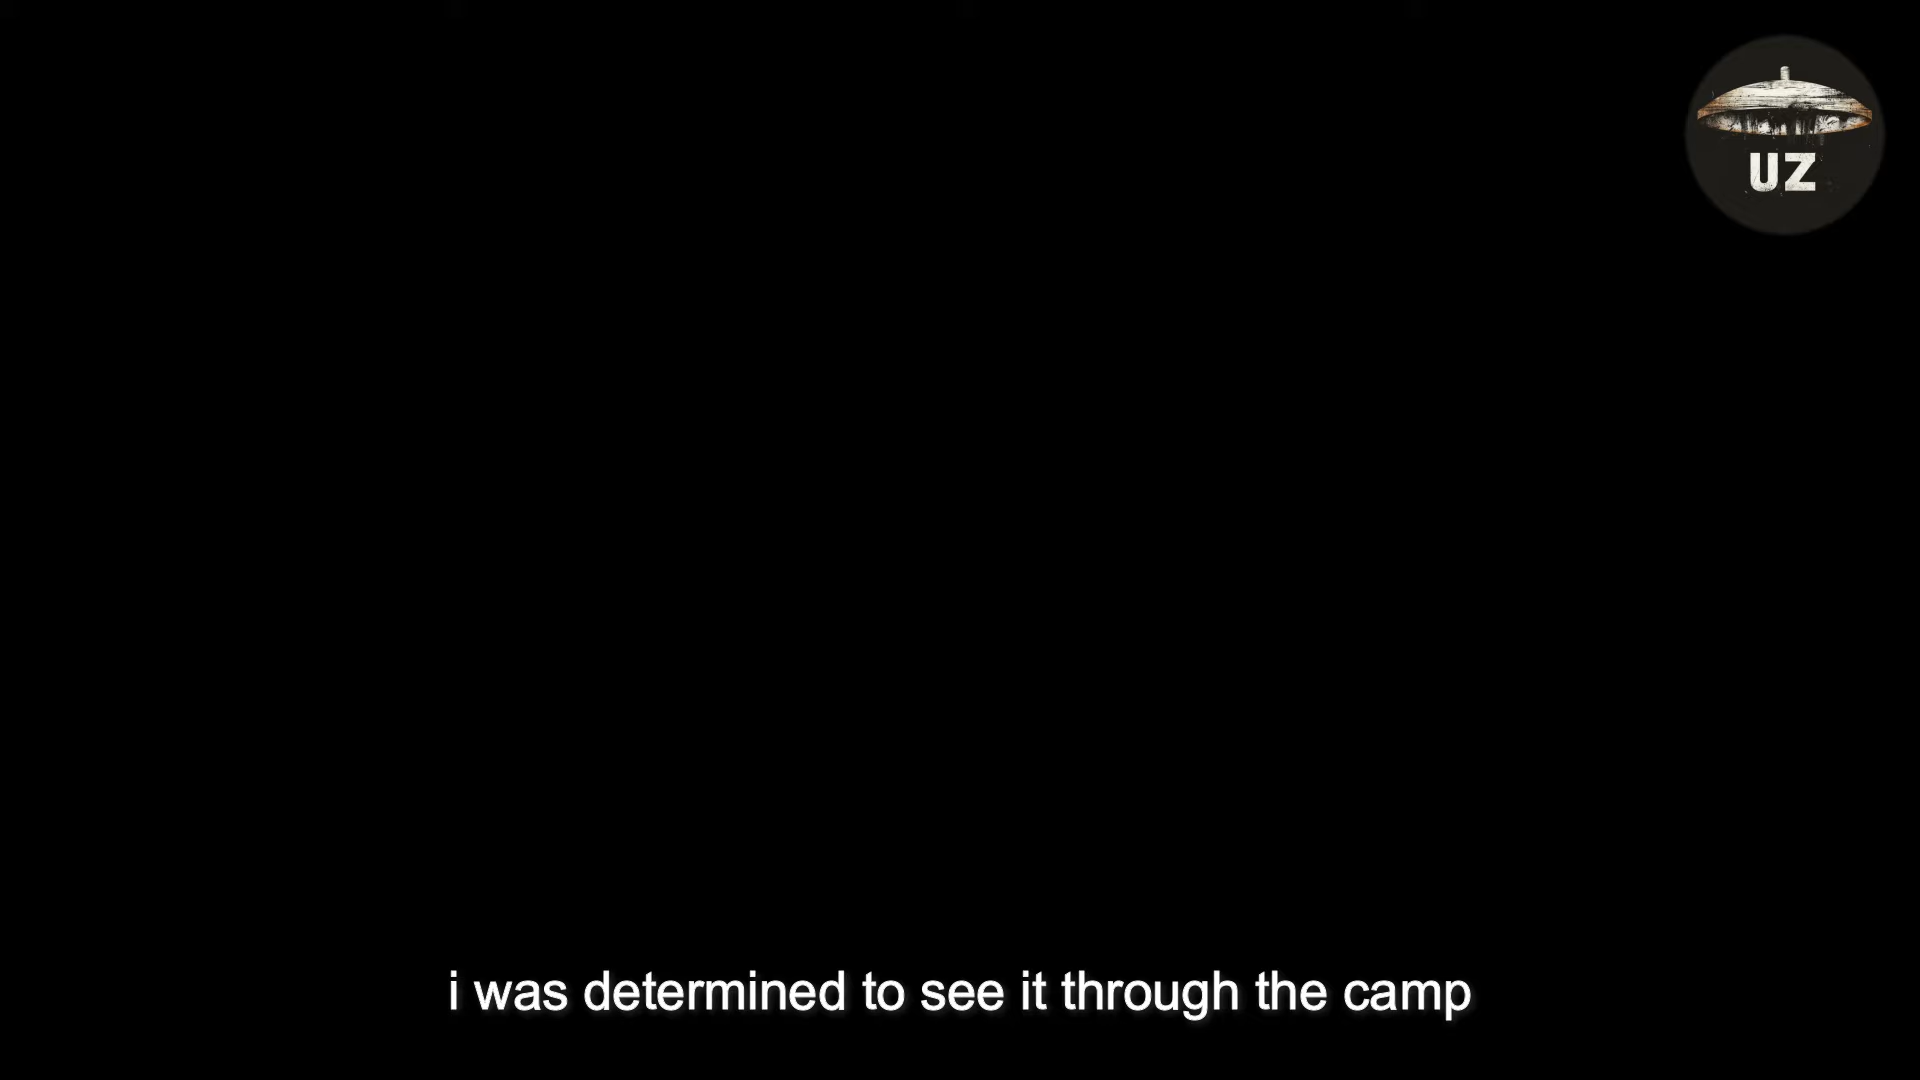 UZ
i was determined to see it through the camp